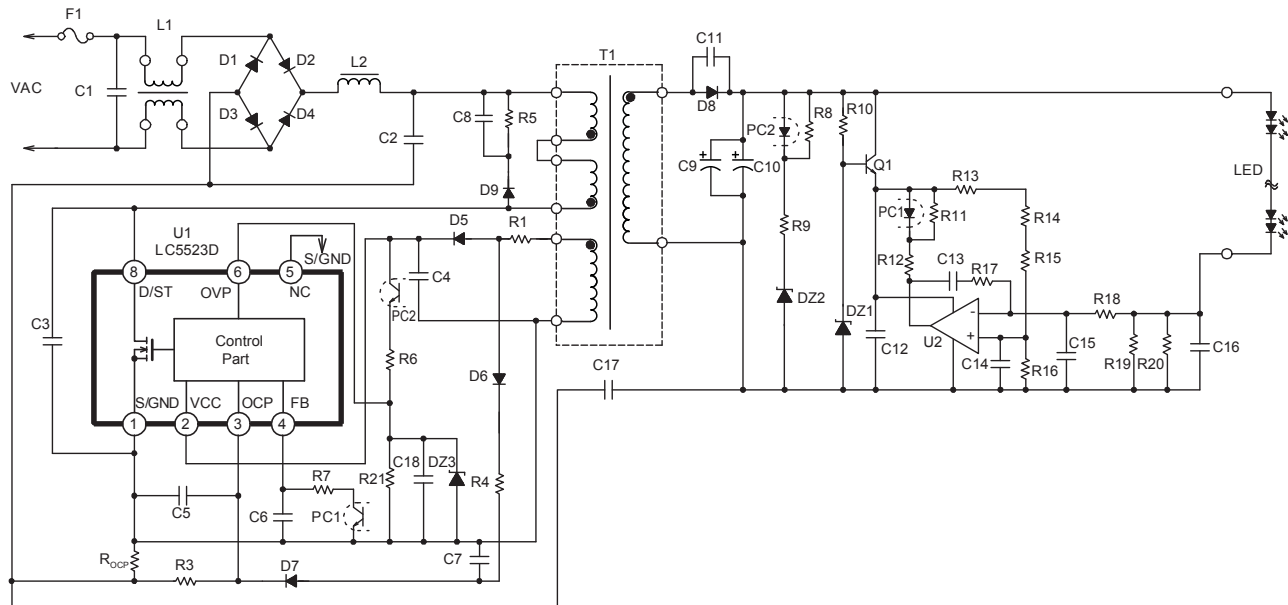 F1
L1
VAC
C1
D1
D2
D3
D4
L2
C2
C8
R5
D9
T1
C11
D8
C9
C10
PC2
R8
R10
Q1
R9
DZ2
DZ1
R13
PC1
R11
R14
R12
C13
R17
R15
LED
U2
-
+
C12
C14
R16
C15
R18
R19
R20
C16
C17
U1
LC5523D
S/GND
8
6
5
D/ST
OVP
NC
Control
Part
C3
S/GND
VCC
OCP
FB
1
2
3
4
D5
R1
C4
PC2
R6
D6
R21
C18
DZ3
R4
R7
PC1
C5
C6
C7
ROCP
R3
D7